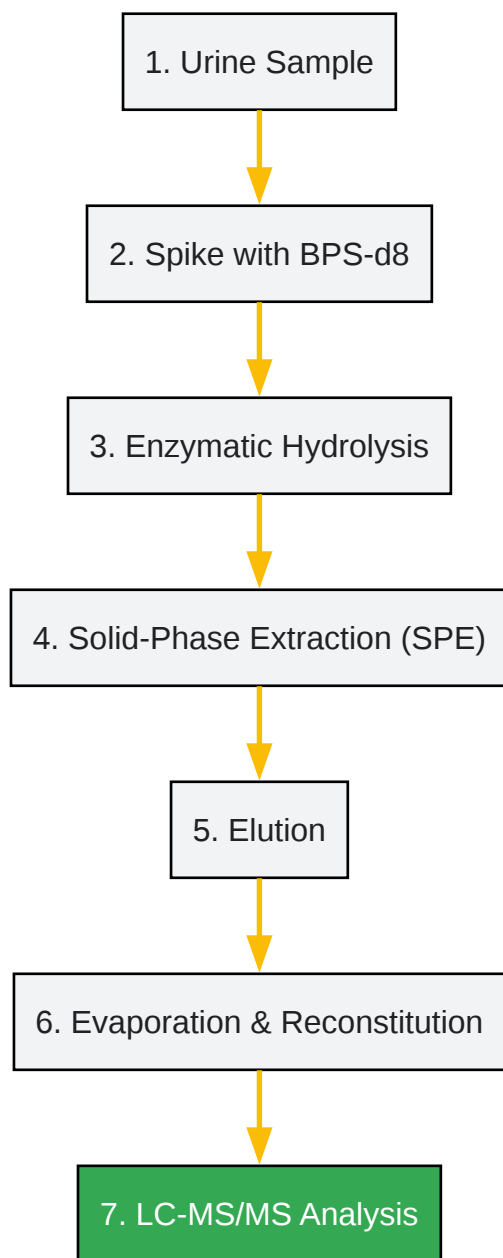 1. Urine Sample
2. Spike with BPS-d8
3. Enzymatic Hydrolysis
4. Solid-Phase Extraction (SPE)
5. Elution
6. Evaporation & Reconstitution
7. LC-MS/MS Analysis